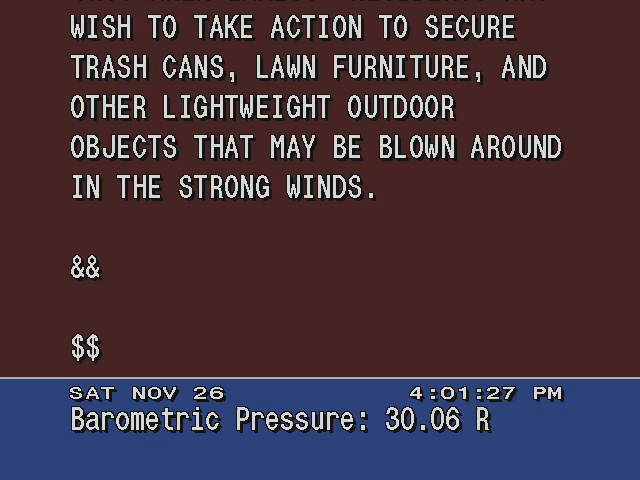 WISH TO TAKE ACTION TO SECURE
TRASH CANS, LAWN FURNITURE, AND
OTHER LIGHTWEIGHT OUTDOOR
OBJECTS THAT MAY BE BLOWN AROUND
IN THE STRONG WINDS.
&&
$$
SAT NOV 26 4:01:27 PM
Barometric Pressure: 30.06 R